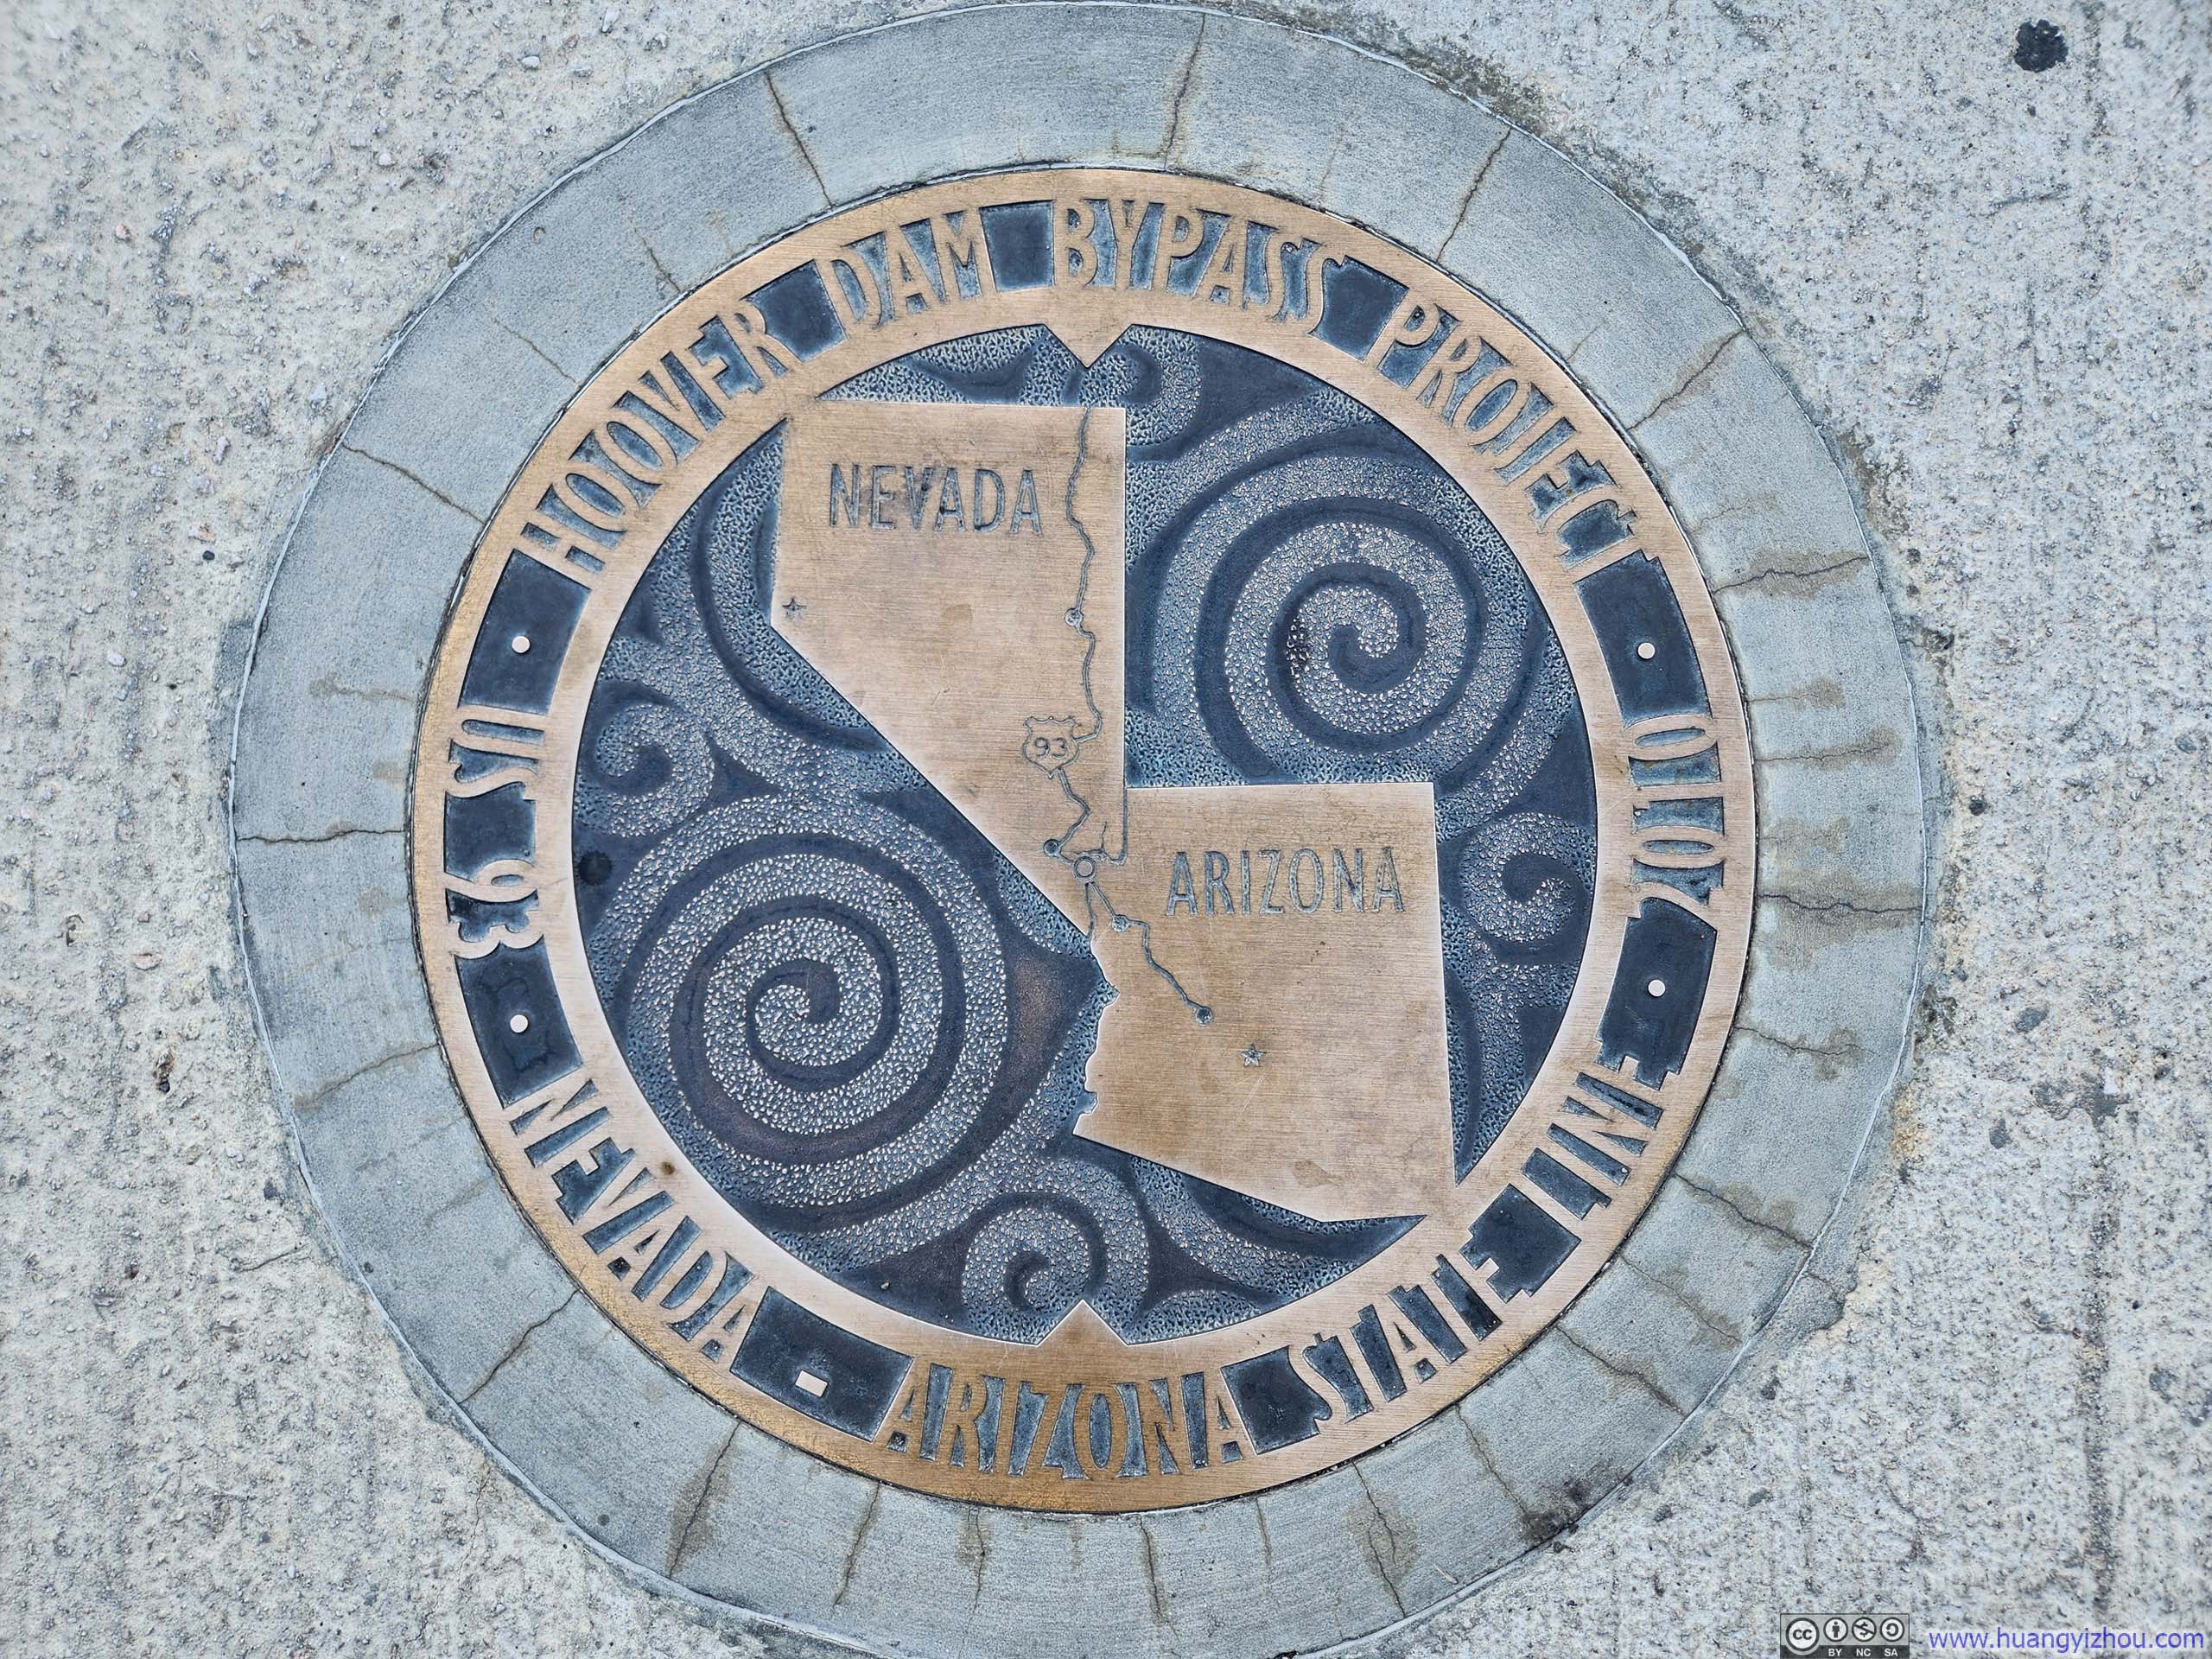 HOOVER DAM BYPASS PROJECT
• US 93 • NEVADA - ARIZONA STATE LINE • 2010 •
NEVADA
93
ARIZONA
cc BY NC SA
www.huangyizhou.com